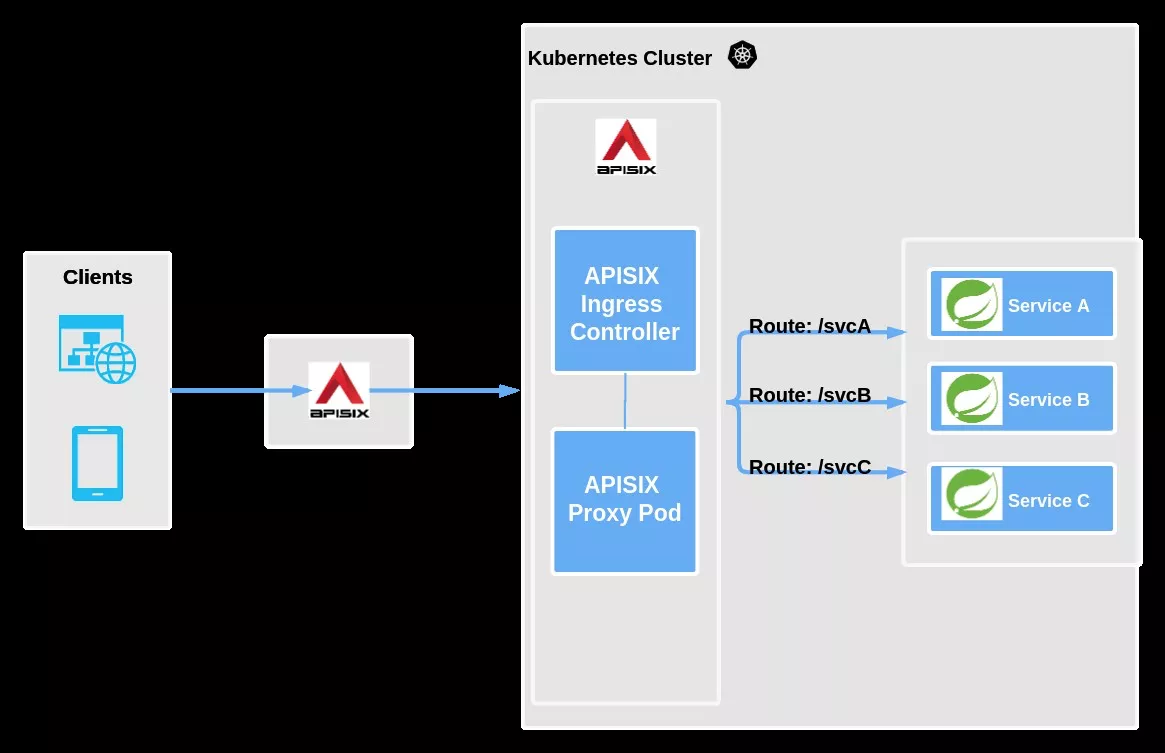 Kubernetes Cluster
APISIX
Clients
APISIX
APISIX
Ingress
Controller
APISIX
Proxy Pod
Route: /svcA
Route: /svcB
Route: /svcC
Service A
Service B
Service C